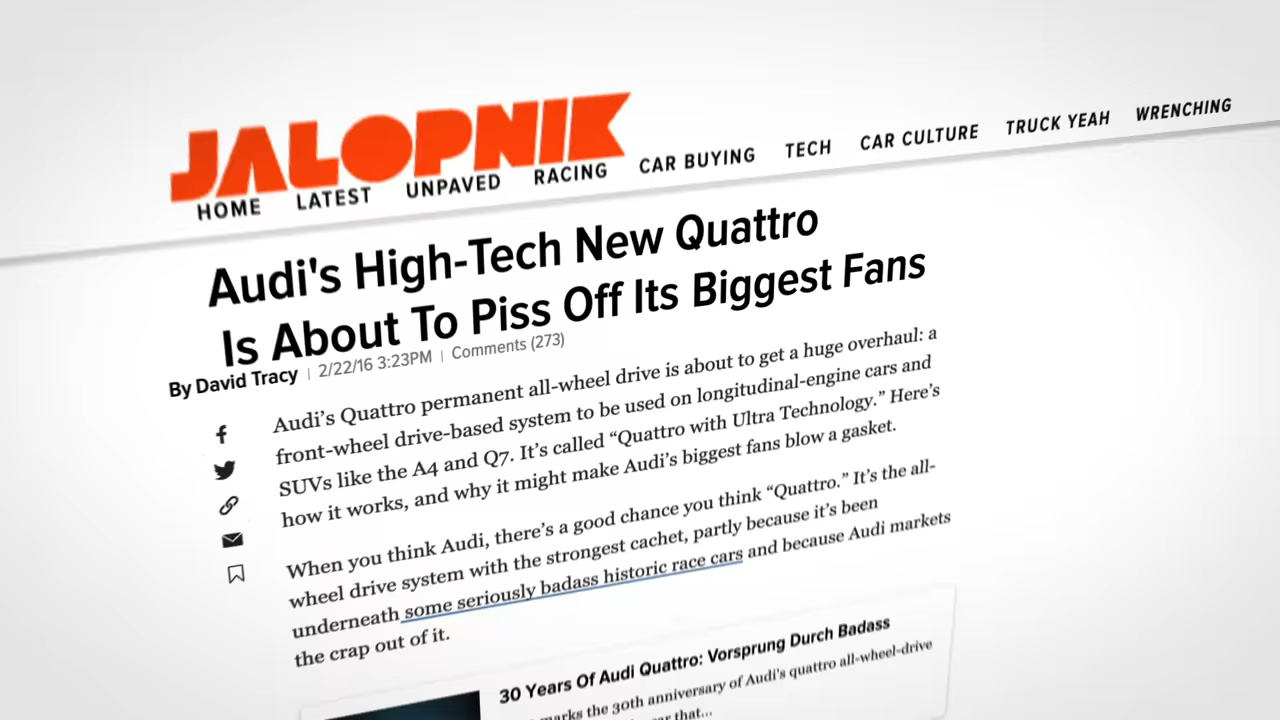 JALOPNIK
HOME LATEST UNPAVED RACING CAR BUYING TECH CAR CULTURE TRUCK YEAH WRENCHING
Audi's High-Tech New Quattro
Is About To Piss Off Its Biggest Fans
By David Tracy | 2/22/16 3:23PM | Comments (273)
Audi’s Quattro permanent all-wheel drive is about to get a huge overhaul: a
front-wheel drive-based system to be used on longitudinal-engine cars and
SUVs like the A4 and Q7. It’s called “Quattro with Ultra Technology.” Here’s
how it works, and why it might make Audi’s biggest fans blow a gasket.
When you think Audi, there’s a good chance you think “Quattro.” It’s the all-
wheel drive system with the strongest cachet, partly because it’s been
underneath some seriously badass historic race cars and because Audi markets
the crap out of it.
30 Years Of Audi Quattro: Vorsprung Durch Badass
marks the 30th anniversary of Audi's quattro all-wheel-drive
that...